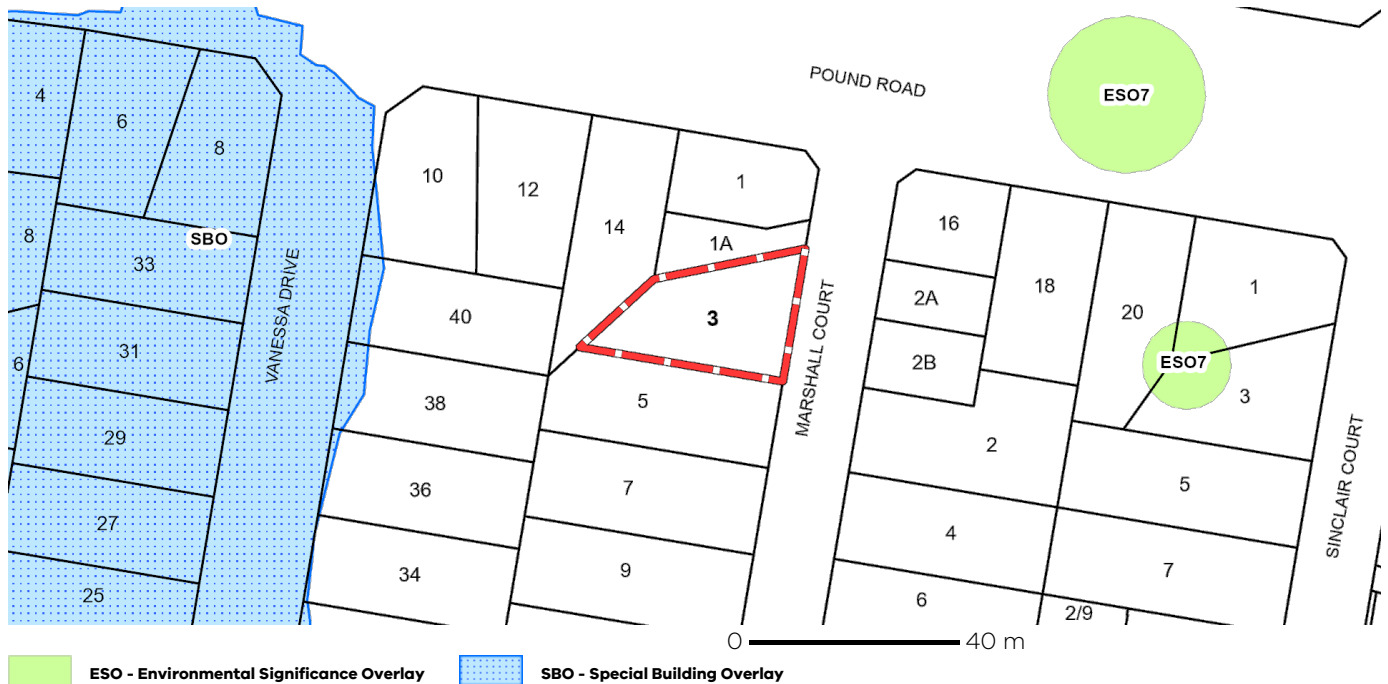 POUND ROAD
ESO7
4
6
8
10
12
14
1
1A
16
18
20
1
2A
2B
8
SBO
33
VANESSA DRIVE
40
3
MARSHALL COURT
ESO7
3
6
31
38
5
2
SINCLAIR COURT
29
36
7
5
27
34
9
4
7
25
6
2/9
0 40 m
ESO - Environmental Significance Overlay SBO - Special Building Overlay